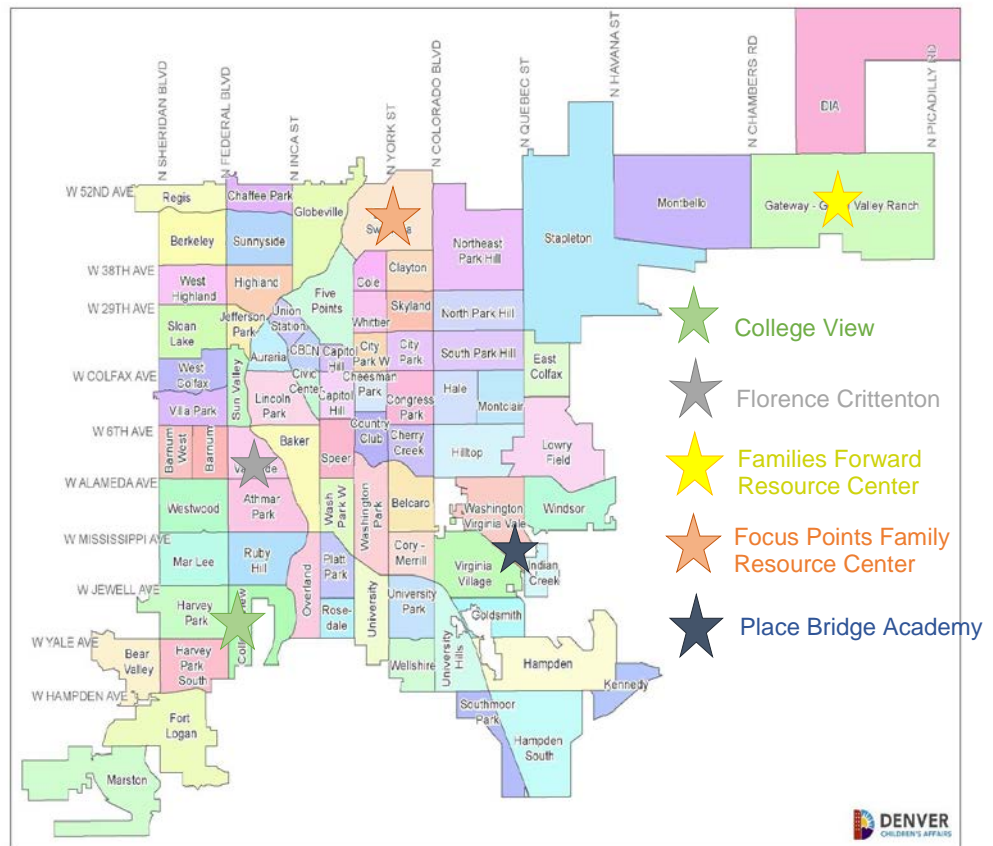 N SHERIDAN BLVD
N FEDERAL BLVD
N INCA ST
N YORK ST
N COLORADO BLVD
N QUEBEC ST
N HAVANA ST
N CHAMBERS RD
N PICADILLY RD
DIA
W 52ND AVE
Regis
Chaffee Park
Globeville
Montbello
Gateway - Valley Ranch
Berkeley
Sunnyside
Northeast
Park Hill
Stapleton
W 38TH AVE
West
Highland
Highland
Five
Points
Cole
Clayton
W 29TH AVE
Sloan
Lake
Jefferson
Park
Union
Station
Whittier
Skyland
North Park Hill
Auraria
CBD
Capitol
Hill
City
Park W
City
Park
South Park Hill
East
Colfax
W COLFAX AVE
West
Colfax
Sun Valley
Civic
Center
Cheesman
Park
Hale
Montclair
Villa Park
Lincoln
Park
Capitol
Hill
Congress
Park
W 6TH AVE
Barnum
West
Barnum
Baker
Speer
Country
Club
Cherry
Creek
Hilltop
Lowry
Field
W ALAMEDA AVE
Westwood
Athmar
Park
Wash
Park W
Washington
Park
Belcaro
Washington
Virginia Vale
Windsor
W MISSISSIPPI AVE
Mar Lee
Ruby
Hill
Overland
Platt
Park
Cory -
Merrill
Virginia
Village
Indian
Creek
W JEWELL AVE
Harvey
Park
Rose-
dale
University
University
Park
Goldsmith
W YALE AVE
Bear
Valley
Harvey
Park
South
Wellshire
University
Hills
Hampden
Kennedy
W HAMPDEN AVE
Fort
Logan
Southmoor
Park
Hampden
South
Marston
College View
Florence Crittenton
Families Forward
Resource Center
Focus Points Family
Resource Center
Place Bridge Academy
DENVER
CHILDREN'S AFFAIRS